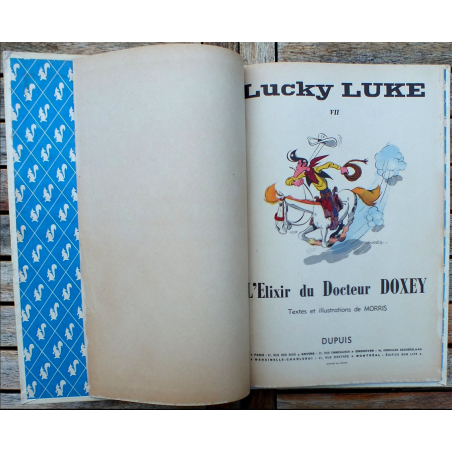 Lucky LUKE
VII
L'Elixir du Docteur DOXEY
Textes et illustrations de MORRIS
DUPUIS